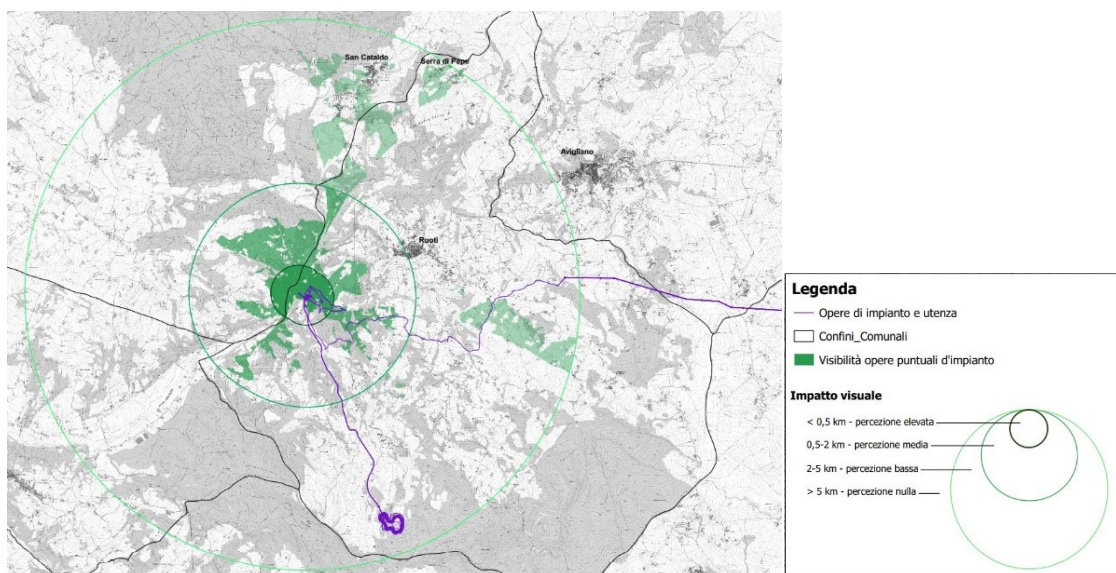 San Cataldo
Serra di Pepe
Avigliano
Ruoti
Legenda
Opere di impianto e utenza
Confini_Comunali
Visibilità opere puntuali d'impianto
Impatto visuale
< 0,5 km - percezione elevata
0,5-2 km - percezione media
2-5 km - percezione bassa
> 5 km - percezione nulla